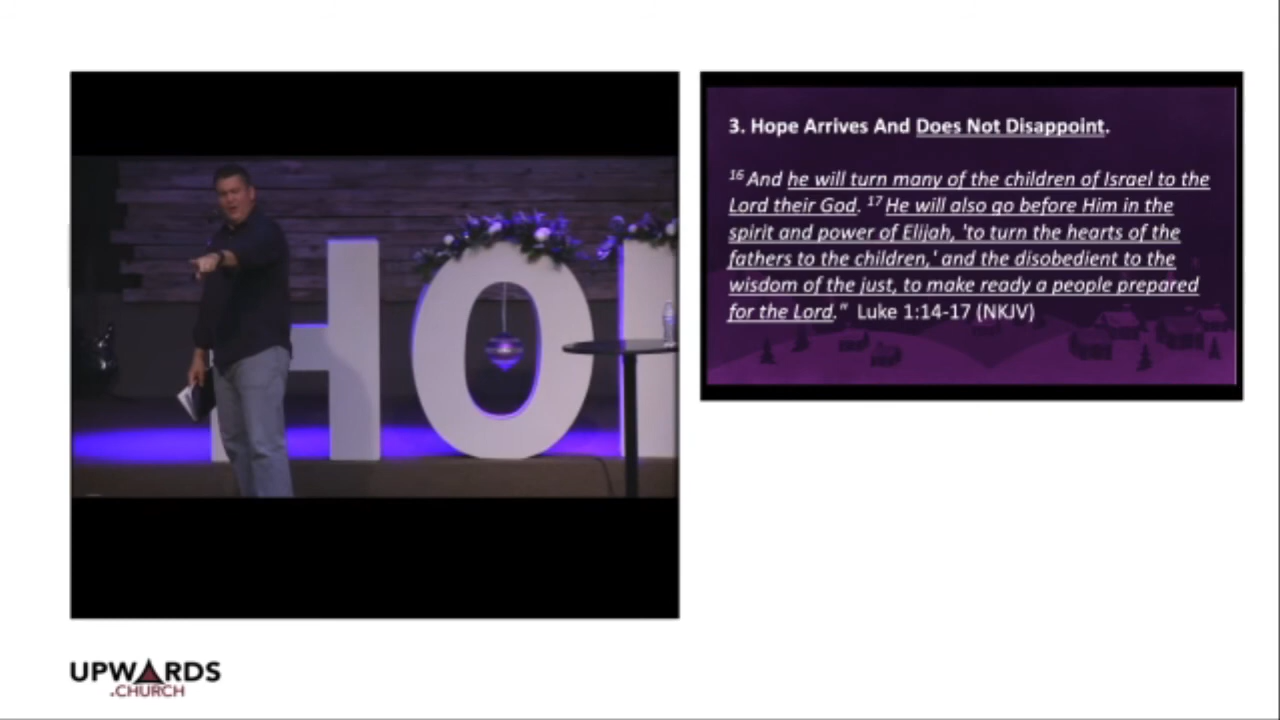 HO
3. Hope Arrives And Does Not Disappoint.
16 And he will turn many of the children of Israel to the
Lord their God. 17 He will also go before Him in the
spirit and power of Elijah, 'to turn the hearts of the
fathers to the children,' and the disobedient to the
wisdom of the just, to make ready a people prepared
for the Lord." Luke 1:14-17 (NKJV)
UPWARDS
.CHURCH